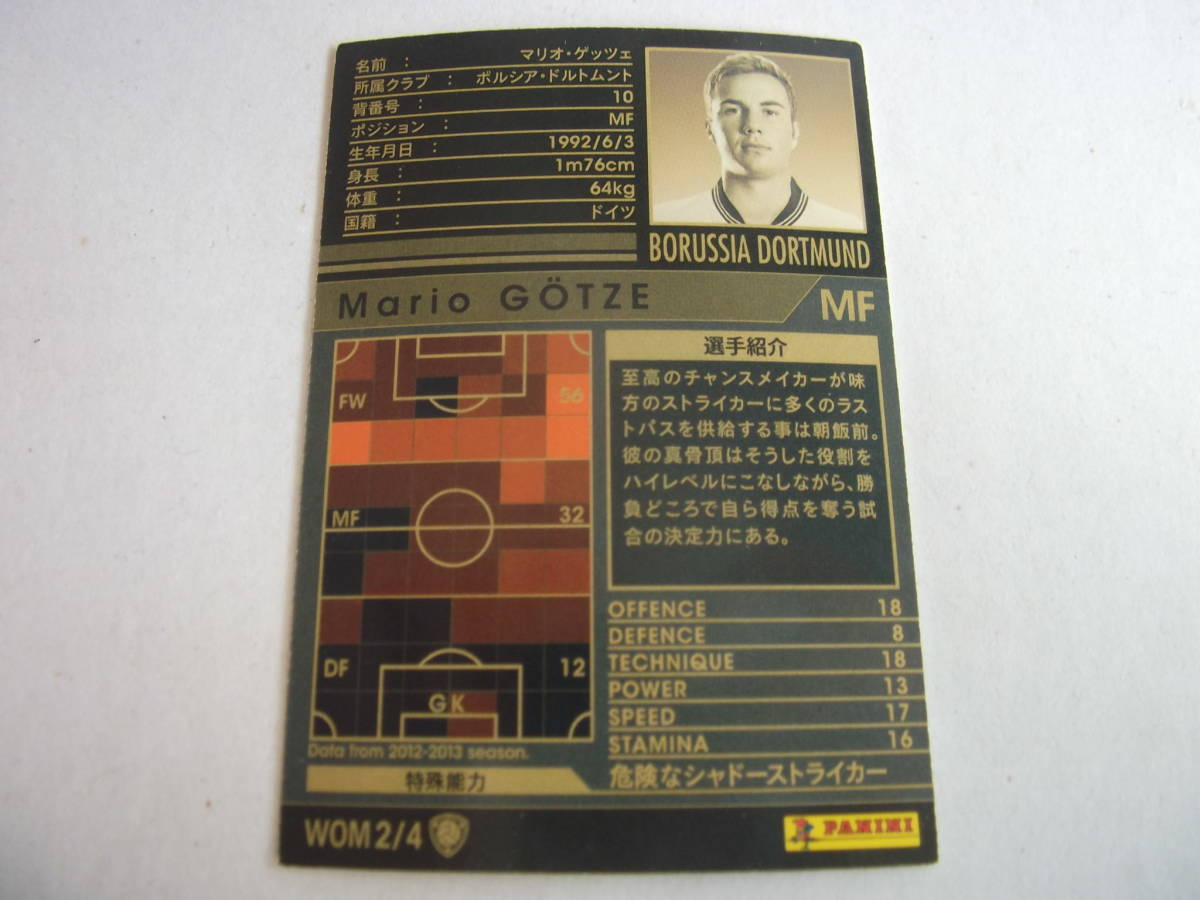 名前 : マリオ・ゲッツェ
所属クラブ : ボルシア・ドルトムント
背番号 : 10
ポジション : MF
生年月日 : 1992/6/3
身長 : 1m76cm
体重 : 64kg
国籍 : ドイツ
BORUSSIA DORTMUND
Mario GÖTZE MF
FW 56
MF 32
DF 12
GK
Data from 2012-2013 season.
選手紹介
至高のチャンスメイカーが味
方のストライカーに多くのラス
トパスを供給する事は朝飯前。
彼の真骨頂はそうした役割を
ハイレベルにこなしながら、勝
負どころで自ら得点を奪う試
合の決定力にある。
OFFENCE 18
DEFENCE 8
TECHNIQUE 18
POWER 13
SPEED 17
STAMINA 16
特殊能力 危険なシャドーストライカー
WOM 2/4 PANINI